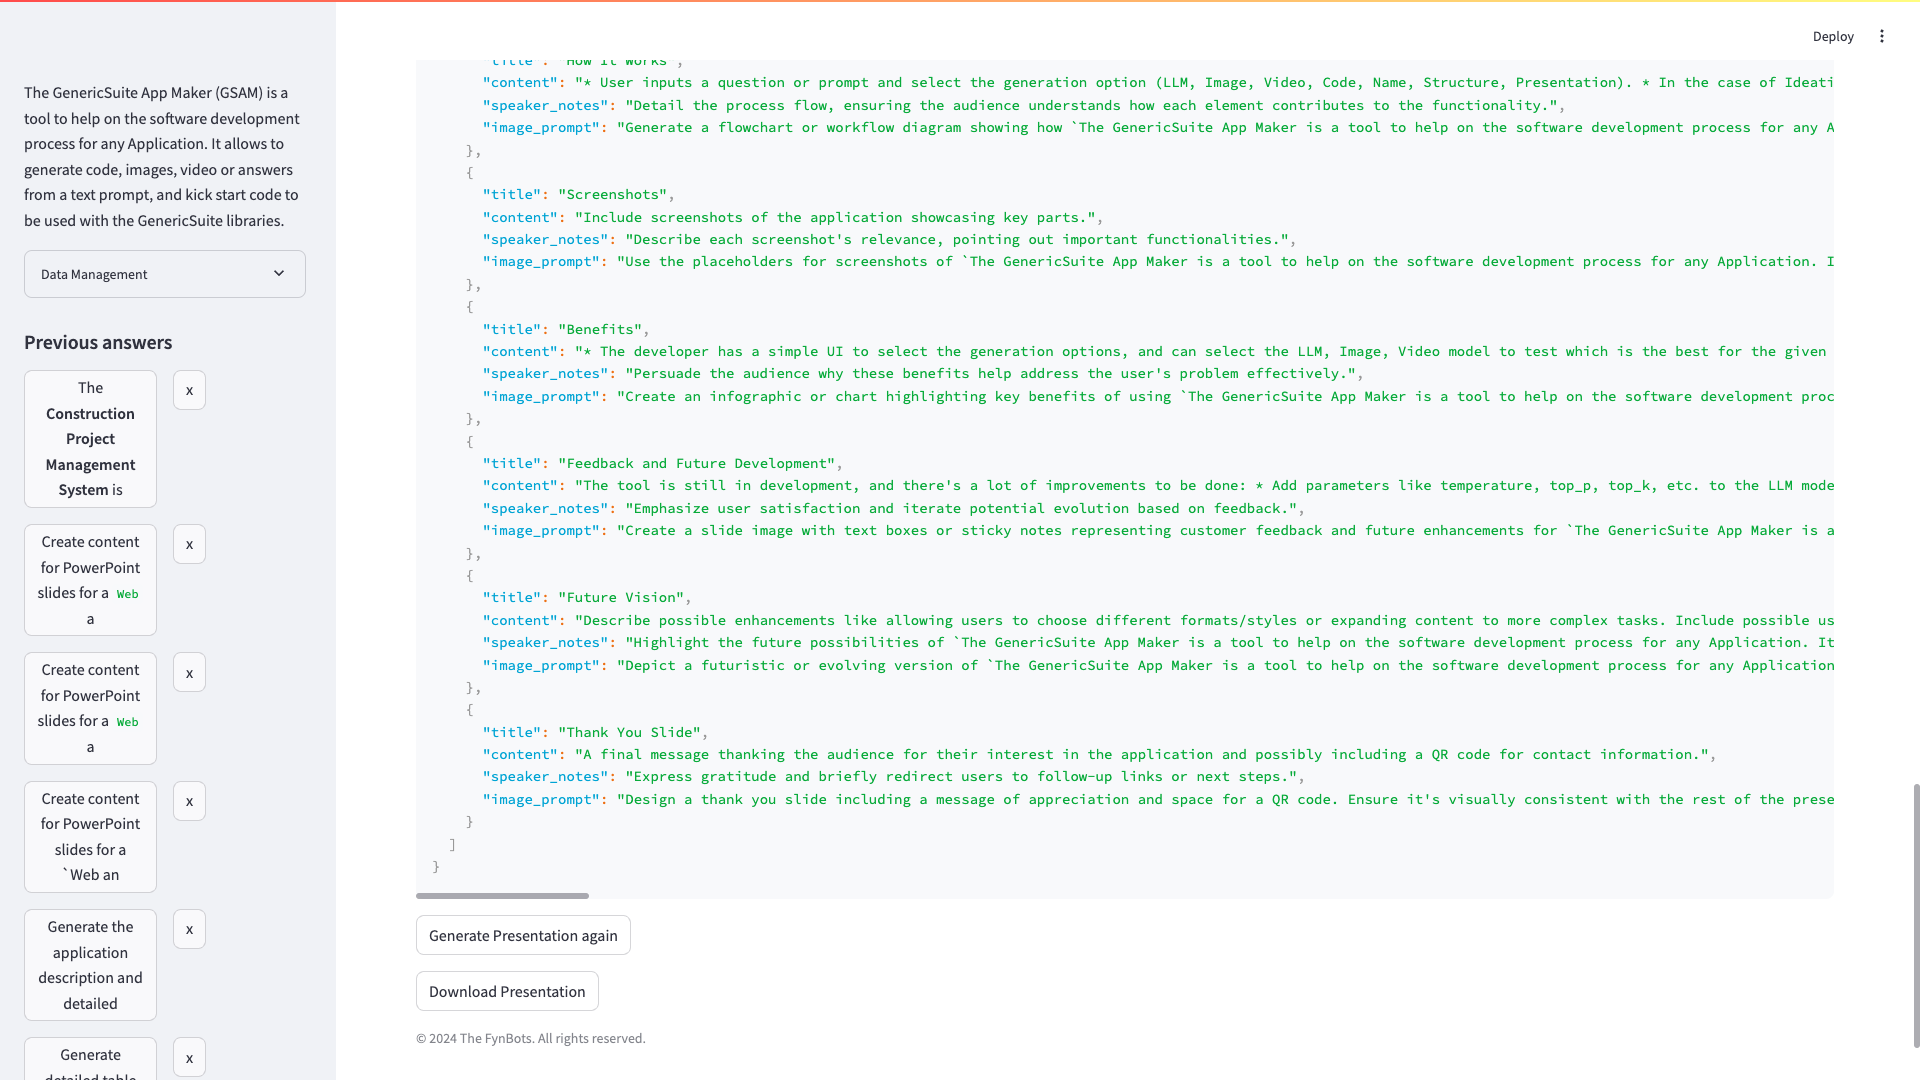 Deploy
The GenericSuite App Maker (GSAM) is a
tool to help on the software development
process for any Application. It allows to
generate code, images, video or answers
from a text prompt, and kick start code to
be used with the GenericSuite libraries.
Data Management
Previous answers
The
Construction
Project
Management
System is
x
Create content
for PowerPoint
slides for a Web
a
x
Create content
for PowerPoint
slides for a Web
a
x
Create content
for PowerPoint
slides for a
`Web an
x
Generate the
application
description and
detailed
x
Generate
detailed table
x
"title": "How It Works",
"content": "* User inputs a question or prompt and select the generation option (LLM, Image, Video, Code, Name, Structure, Presentation). * In the case of Ideati
"speaker_notes": "Detail the process flow, ensuring the audience understands how each element contributes to the functionality.",
"image_prompt": "Generate a flowchart or workflow diagram showing how `The GenericSuite App Maker is a tool to help on the software development process for any A
},
{
"title": "Screenshots",
"content": "Include screenshots of the application showcasing key parts.",
"speaker_notes": "Describe each screenshot's relevance, pointing out important functionalities.",
"image_prompt": "Use the placeholders for screenshots of `The GenericSuite App Maker is a tool to help on the software development process for any Application. I
},
{
"title": "Benefits",
"content": "* The developer has a simple UI to select the generation options, and can select the LLM, Image, Video model to test which is the best for the given
"speaker_notes": "Persuade the audience why these benefits help address the user's problem effectively.",
"image_prompt": "Create an infographic or chart highlighting key benefits of using `The GenericSuite App Maker is a tool to help on the software development proc
},
{
"title": "Feedback and Future Development",
"content": "The tool is still in development, and there's a lot of improvements to be done: * Add parameters like temperature, top_p, top_k, etc. to the LLM mode
"speaker_notes": "Emphasize user satisfaction and iterate potential evolution based on feedback.",
"image_prompt": "Create a slide image with text boxes or sticky notes representing customer feedback and future enhancements for `The GenericSuite App Maker is a
},
{
"title": "Future Vision",
"content": "Describe possible enhancements like allowing users to choose different formats/styles or expanding content to more complex tasks. Include possible us
"speaker_notes": "Highlight the future possibilities of `The GenericSuite App Maker is a tool to help on the software development process for any Application. It
"image_prompt": "Depict a futuristic or evolving version of `The GenericSuite App Maker is a tool to help on the software development process for any Application
},
{
"title": "Thank You Slide",
"content": "A final message thanking the audience for their interest in the application and possibly including a QR code for contact information.",
"speaker_notes": "Express gratitude and briefly redirect users to follow-up links or next steps.",
"image_prompt": "Design a thank you slide including a message of appreciation and space for a QR code. Ensure it's visually consistent with the rest of the prese
}
]
}
Generate Presentation again
Download Presentation
© 2024 The FynBots. All rights reserved.